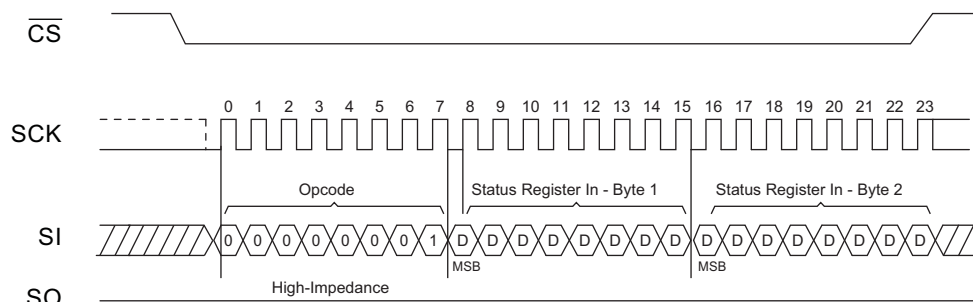 CS
0 1 2 3 4 5 6 7 8 9 10 11 12 13 14 15 16 17 18 19 20 21 22 23
SCK
Opcode Status Register In - Byte 1 Status Register In - Byte 2
SI 0 0 0 0 0 0 0 1 D D D D D D D D D D D D D D D D
MSB MSB
High-Impedance
SO